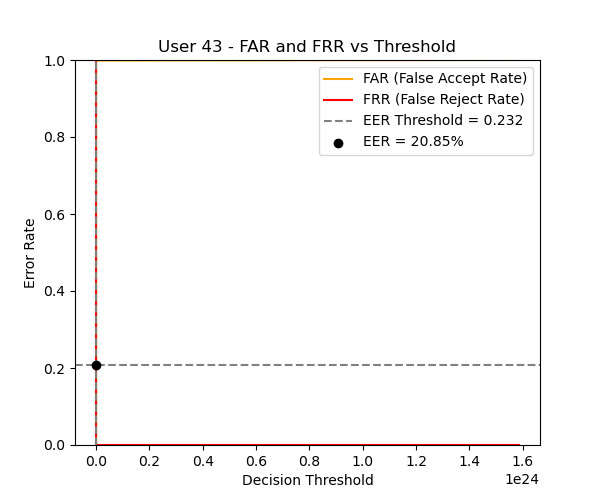 User 43 - FAR and FRR vs Threshold
1.0
0.8
0.6
0.4
0.2
0.0
Error Rate
FAR (False Accept Rate)
FRR (False Reject Rate)
EER Threshold = 0.232
EER = 20.85%
0.0 0.2 0.4 0.6 0.8 1.0 1.2 1.4 1.6
1e24
Decision Threshold